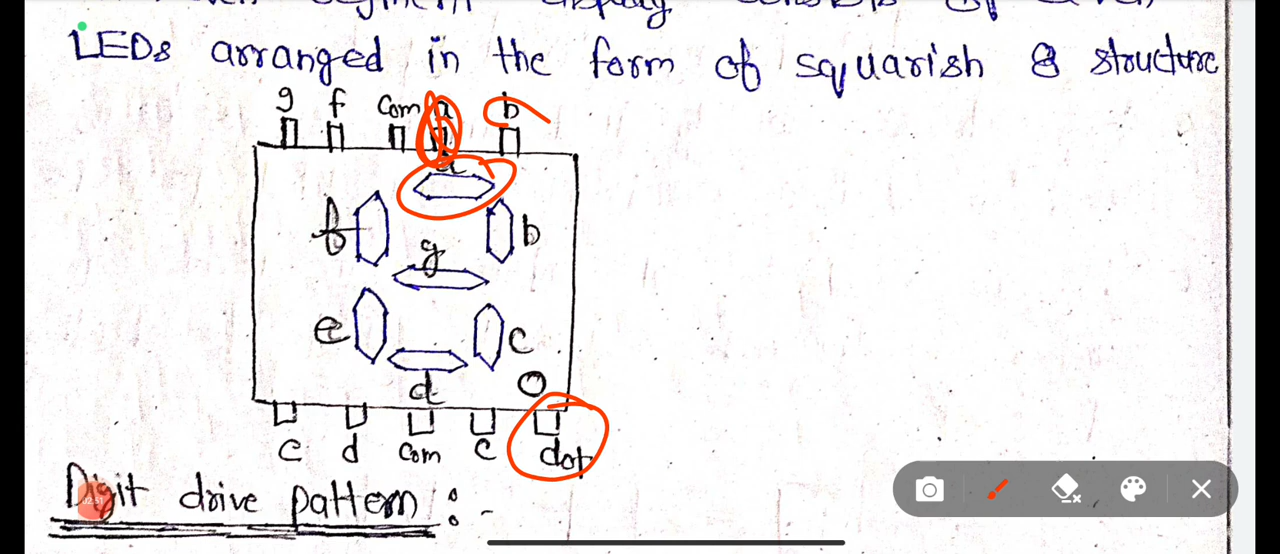 LEDs arranged in the form of squarish 8 structure
g f Com a b
a
f b
g
e c
d
c d Com c dot
Digit drive pattern : -